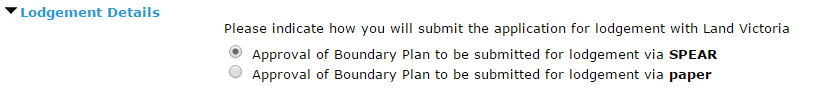 Lodgement Details
Please indicate how you will submit the application for lodgement with Land Victoria
Approval of Boundary Plan to be submitted for lodgement via SPEAR
Approval of Boundary Plan to be submitted for lodgement via paper